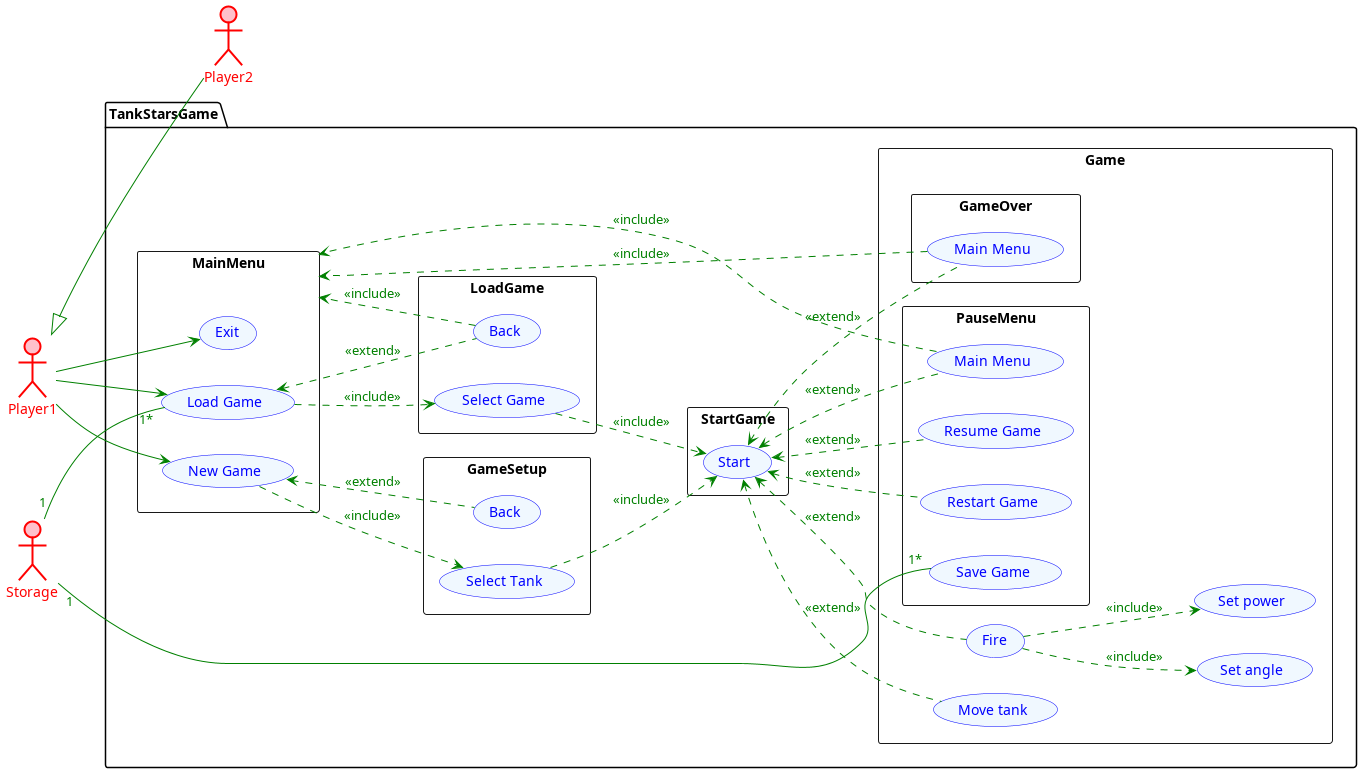 Player2
TankStarsGame
Game
GameOver
Main Menu
«include»
«include»
MainMenu
LoadGame
«include»
Exit
Back
«extend»
«extend»
PauseMenu
Main Menu
Player1
Load Game
1*
«include»
Select Game
«include»
«extend»
StartGame
Start
Resume Game
«extend»
New Game
GameSetup
«extend»
Back
«include»
«include»
«extend»
Restart Game
1
«extend»
Storage
1
Select Tank
1*
Save Game
«extend»
Fire
«include»
Set power
«include»
Set angle
Move tank